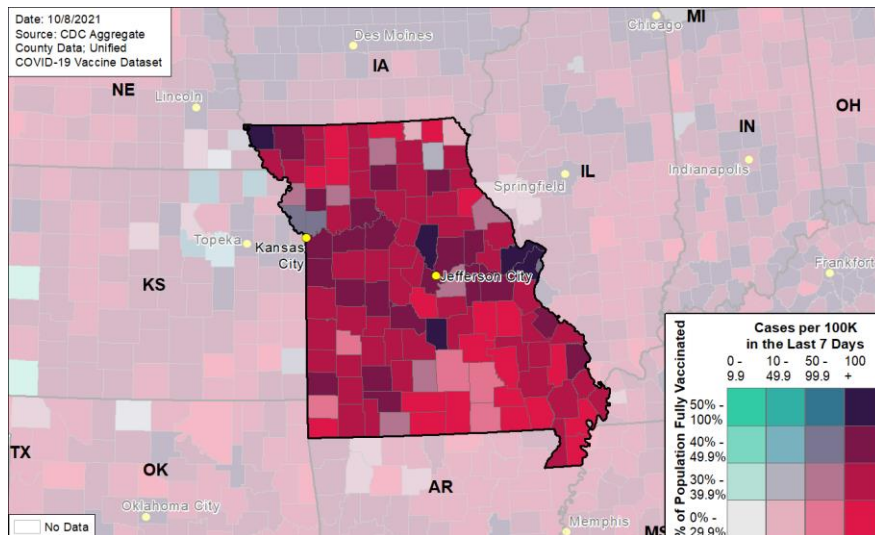 Date: 10/8/2021
Source: CDC Aggregate
County Data; Unified
COVID-19 Vaccine Dataset
Chicago
MI
Des Moines
IA
NE
Lincoln
OH
IN
Indianapolis
IL
Springfield
Topeka
Kansas
City
Jefferson City
Frankfort
KS
TX
OK
AR
Oklahoma City
Memphis
MS
No Data
Cases per 100K
in the Last 7 Days
0 -
9.9
10 -
49.9
50 -
99.9
100
+
% of Population Fully Vaccinated
50% -
100%
40% -
49.9%
30% -
39.9%
0% -
29.9%